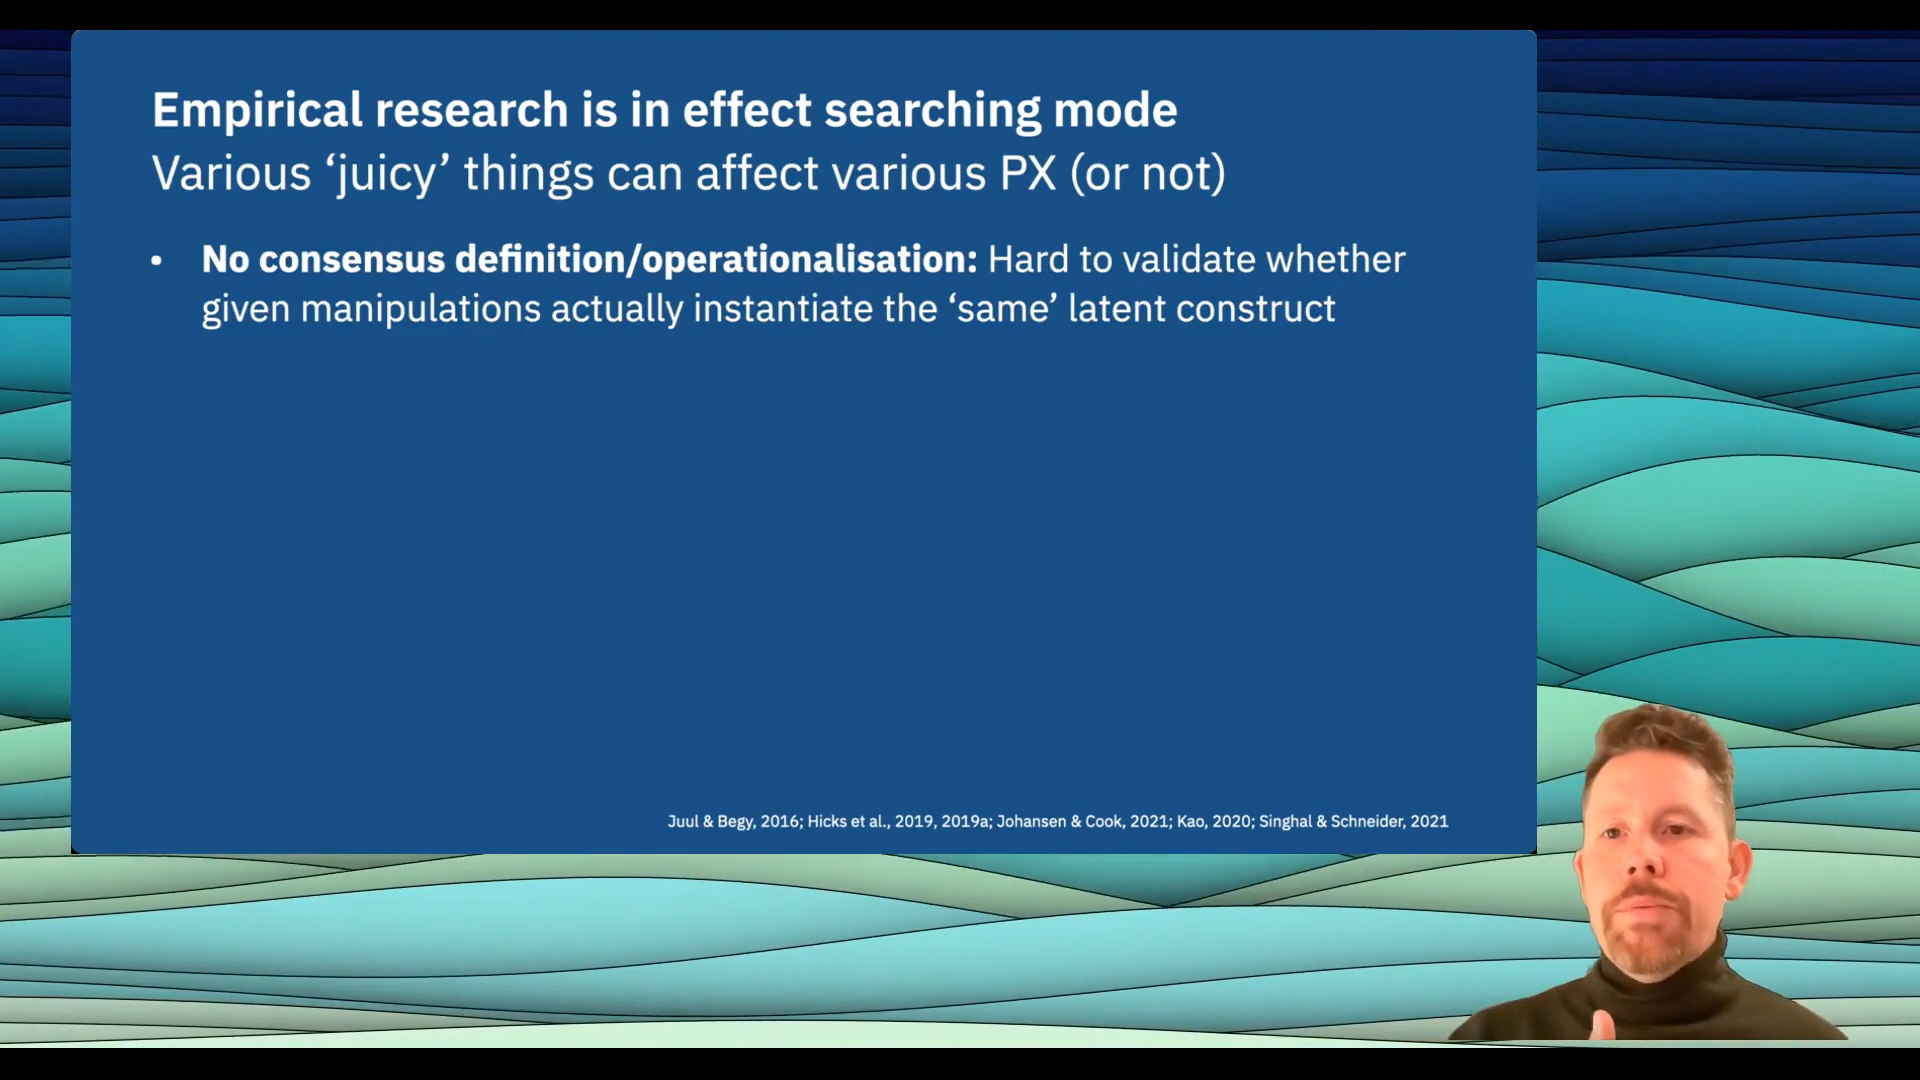 Empirical research is in effect searching mode
Various ‘juicy’ things can affect various PX (or not)
• No consensus definition/operationalisation: Hard to validate whether
given manipulations actually instantiate the ‘same’ latent construct
Juul & Begy, 2016; Hicks et al., 2019, 2019a; Johansen & Cook, 2021; Kao, 2020; Singhal & Schneider, 2021